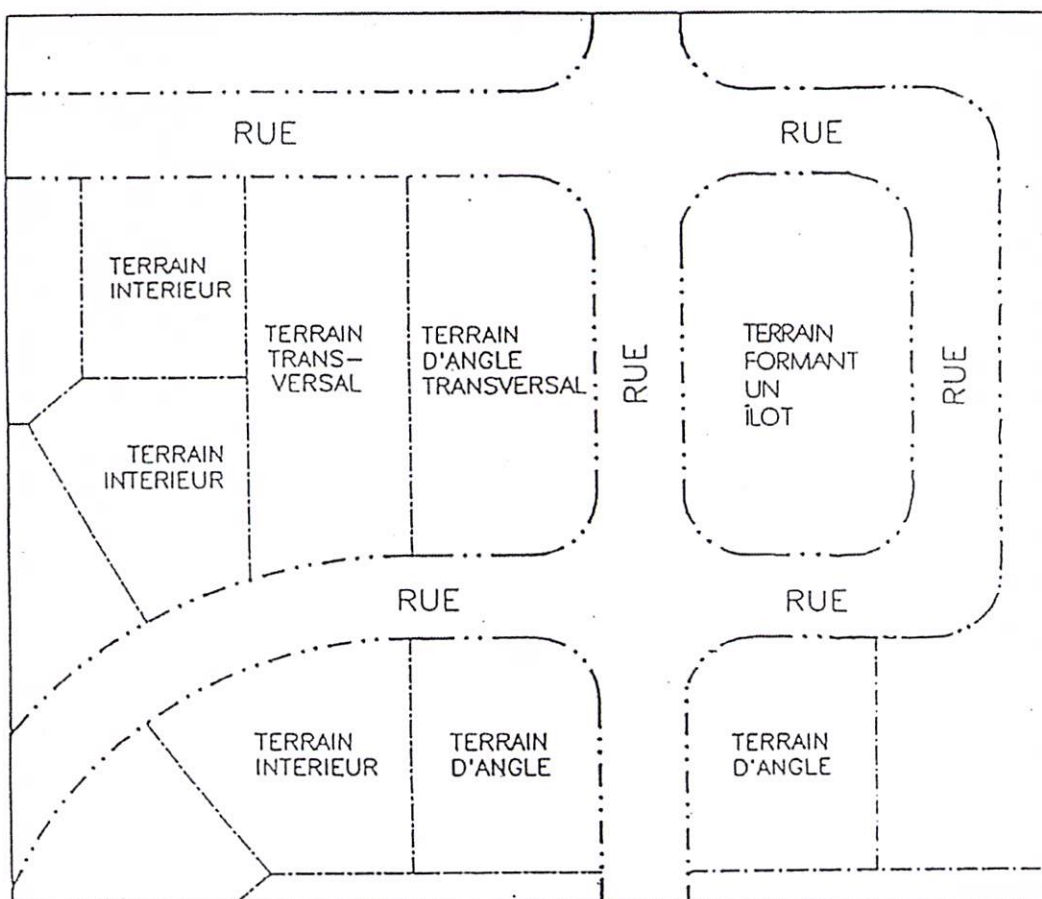 RUE
RUE
TERRAIN
INTERIEUR
TERRAIN
TRANS-
VERSAL
TERRAIN
D'ANGLE
TRANSVERSAL
RUE
TERRAIN
FORMANT
UN
ÎLOT
RUE
TERRAIN
INTERIEUR
RUE
RUE
TERRAIN
INTERIEUR
TERRAIN
D'ANGLE
TERRAIN
D'ANGLE